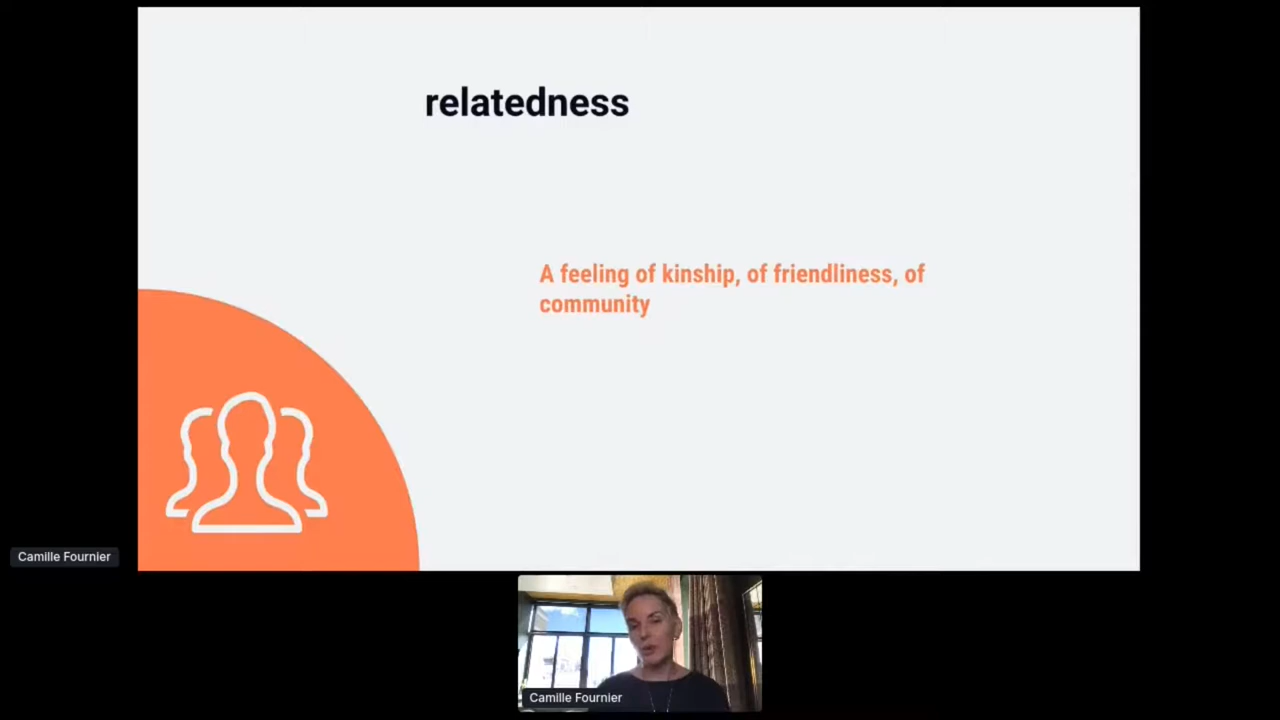 relatedness
A feeling of kinship, of friendliness, of
community
Camille Fournier
Camille Fournier